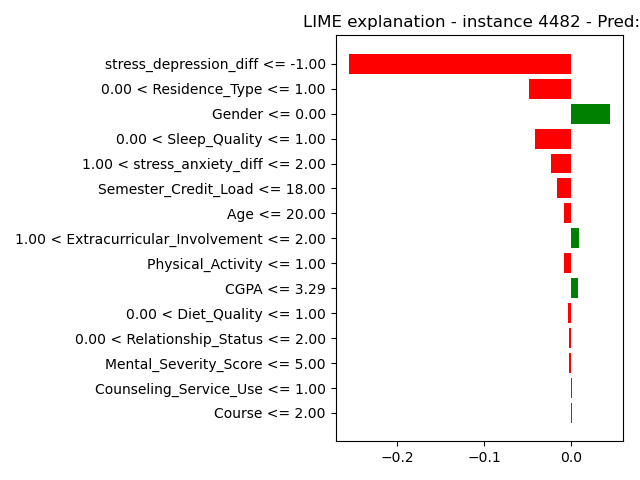 LIME explanation - instance 4482 - Pred:
stress_depression_diff <= -1.00
0.00 < Residence_Type <= 1.00
Gender <= 0.00
0.00 < Sleep_Quality <= 1.00
1.00 < stress_anxiety_diff <= 2.00
Semester_Credit_Load <= 18.00
Age <= 20.00
1.00 < Extracurricular_Involvement <= 2.00
Physical_Activity <= 1.00
CGPA <= 3.29
0.00 < Diet_Quality <= 1.00
0.00 < Relationship_Status <= 2.00
Mental_Severity_Score <= 5.00
Counseling_Service_Use <= 1.00
Course <= 2.00
−0.2 −0.1 0.0